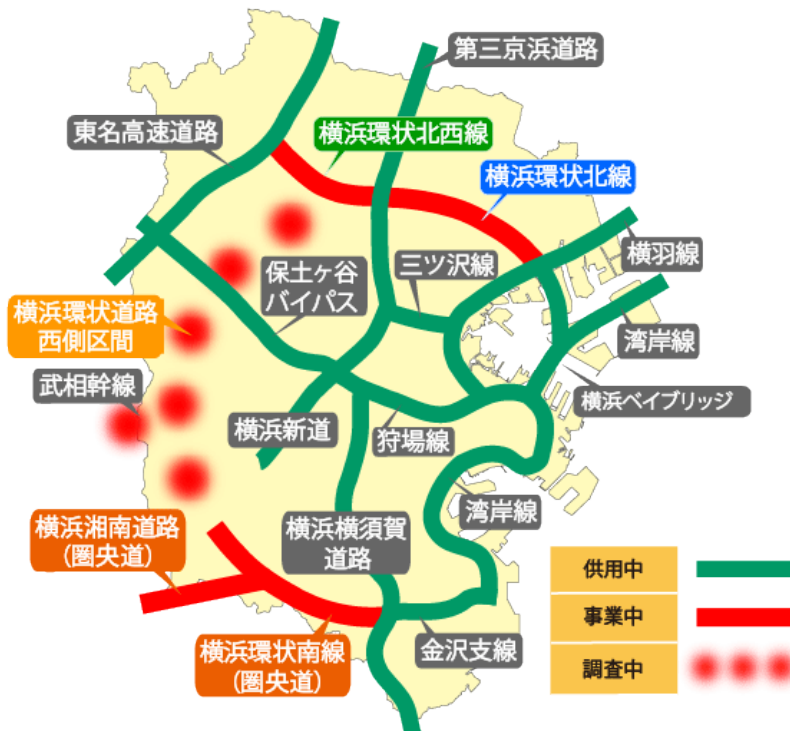 第三京浜道路
東名高速道路
横浜環状北西線
横浜環状北線
横羽線
三ツ沢線
保土ヶ谷
バイパス
横浜環状道路
西側区間
湾岸線
武相幹線
横浜ベイブリッジ
横浜新道
狩場線
湾岸線
横浜湘南道路
(圏央道)
横浜横須賀
道路
横浜環状南線
(圏央道)
金沢支線
供用中
事業中
調査中